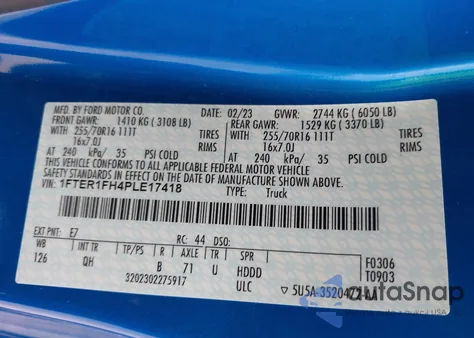 MFD. BY FORD MOTOR CO.
DATE: 02/23 GVWR: 2744 KG ( 6050 LB)
FRONT GAWR: 1410 KG ( 3108 LB) REAR GAWR: 1529 KG ( 3370 LB)
WITH 255/70R16 111T TIRES WITH 255/70R16 111T TIRES
16x7.0J 16x7.0J
AT 240 kPa/ 35 PSI COLD AT 240 kPa/ 35 PSI COLD
THIS VEHICLE CONFORMS TO ALL APPLICABLE FEDERAL MOTOR VEHICLE
SAFETY STANDARDS IN EFFECT ON THE DATE OF MANUFACTURE SHOWN ABOVE.
VIN: 1FTER1FH4PLE17418
TYPE: Truck
EXT PNT: E7 RC: 44 DSO:
WB INT TR TP/PS R AXLE TR SPR F0306
126 QH B 71 U HDDD T0903
3202302275917 ULC 5U5A-3520472-AA
autaSnap